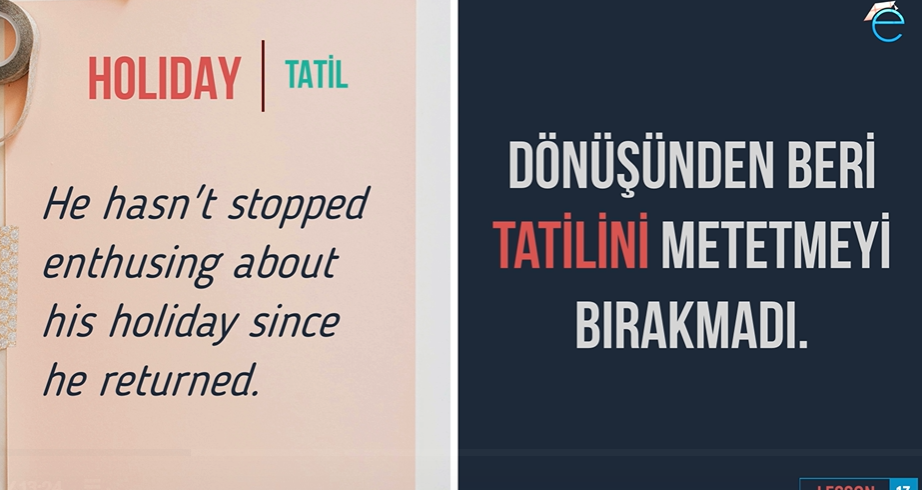 HOLIDAY | TATİL
He hasn't stopped
enthusing about
his holiday since
he returned.
DÖNÜŞÜNDEN BERİ
TATİLİNİ METETMEYİ
BIRAKMADI.
LESSON 17